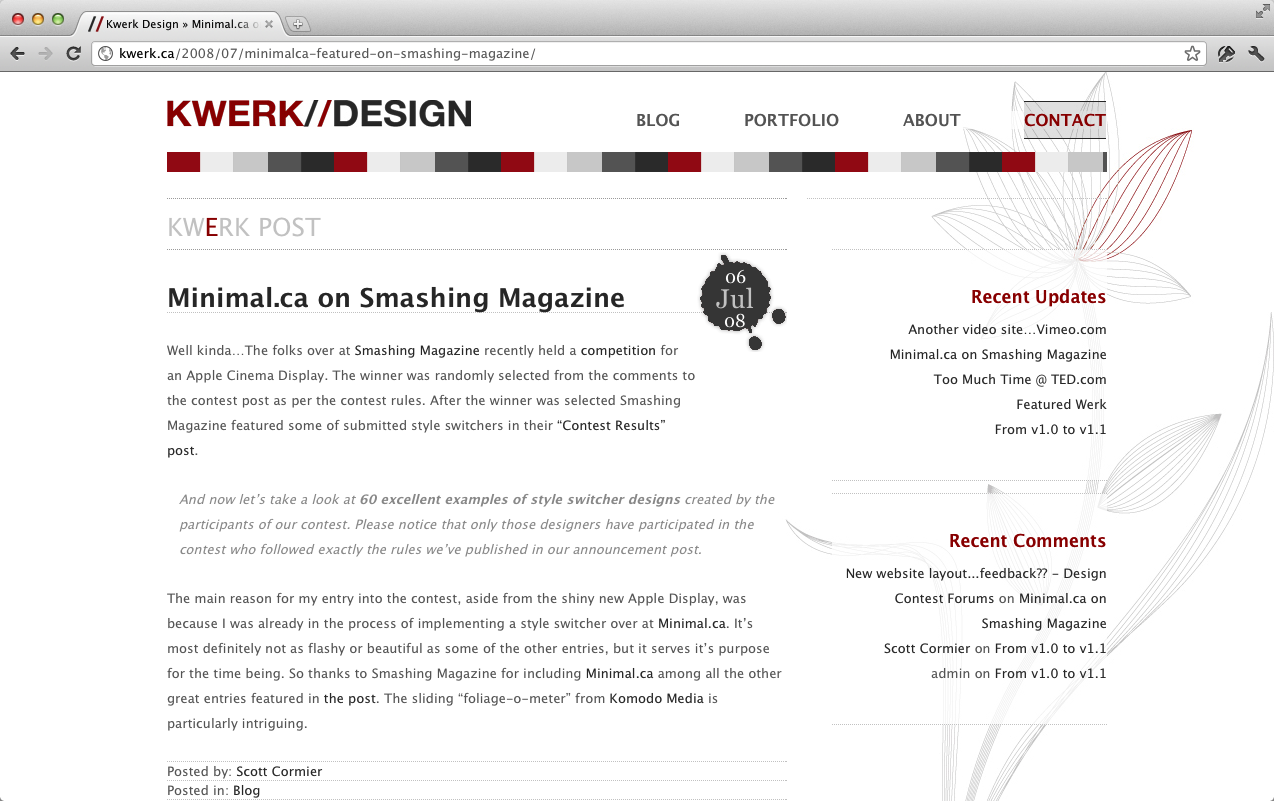 Kwerk Design » Minimal.ca o
kwerk.ca/2008/07/minimalca-featured-on-smashing-magazine/
KWERK//DESIGN
BLOG PORTFOLIO ABOUT CONTACT
KWERK POST
Minimal.ca on Smashing Magazine
06
Jul
08
Well kinda...The folks over at Smashing Magazine recently held a competition for
an Apple Cinema Display. The winner was randomly selected from the comments to
the contest post as per the contest rules. After the winner was selected Smashing
Magazine featured some of submitted style switchers in their “Contest Results”
post.
And now let’s take a look at 60 excellent examples of style switcher designs created by the
participants of our contest. Please notice that only those designers have participated in the
contest who followed exactly the rules we’ve published in our announcement post.
The main reason for my entry into the contest, aside from the shiny new Apple Display, was
because I was already in the process of implementing a style switcher over at Minimal.ca. It’s
most definitely not as flashy or beautiful as some of the other entries, but it serves it’s purpose
for the time being. So thanks to Smashing Magazine for including Minimal.ca among all the other
great entries featured in the post. The sliding “foliage-o-meter” from Komodo Media is
particularly intriguing.
Posted by: Scott Cormier
Posted in: Blog
Recent Updates
Another video site...Vimeo.com
Minimal.ca on Smashing Magazine
Too Much Time @ TED.com
Featured Werk
From v1.0 to v1.1
Recent Comments
New website layout...feedback?? - Design
Contest Forums on Minimal.ca on
Smashing Magazine
Scott Cormier on From v1.0 to v1.1
admin on From v1.0 to v1.1